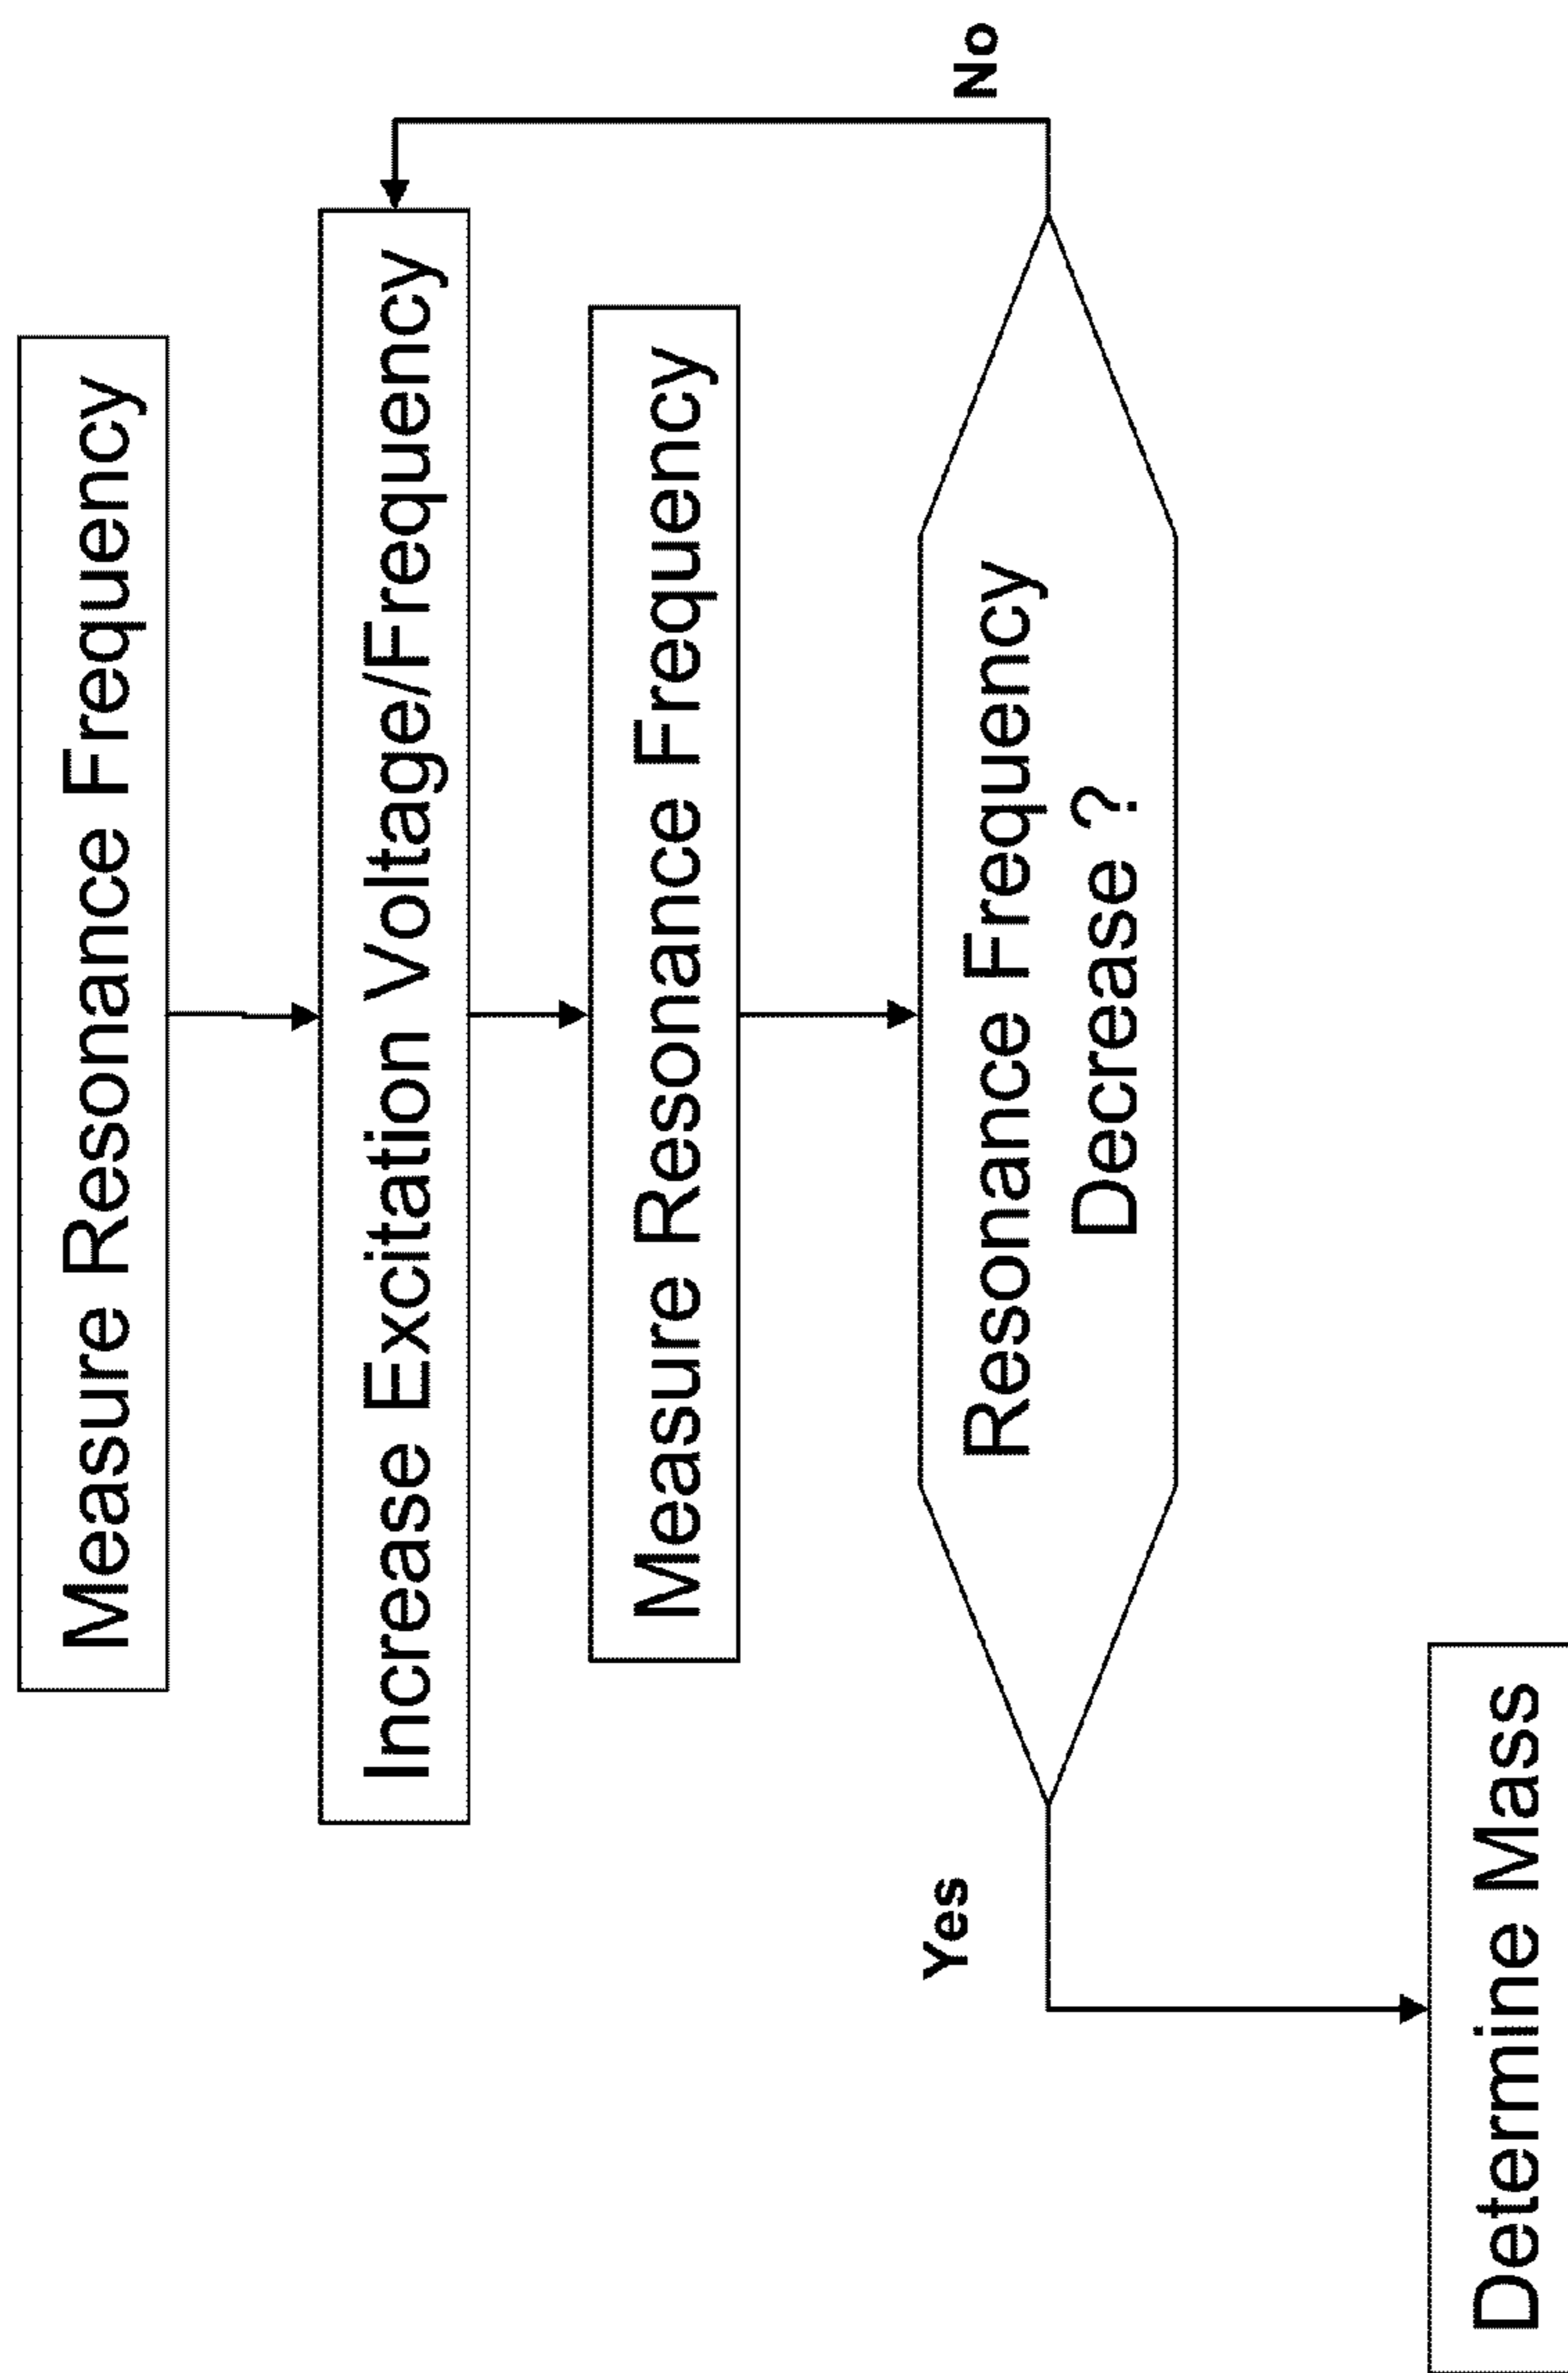 Measure Resonance Frequency
Increase Excitation Voltage/Frequency
Measure Resonance Frequency
Resonance Frequency
Decrease ?
Yes
No
Determine Mass